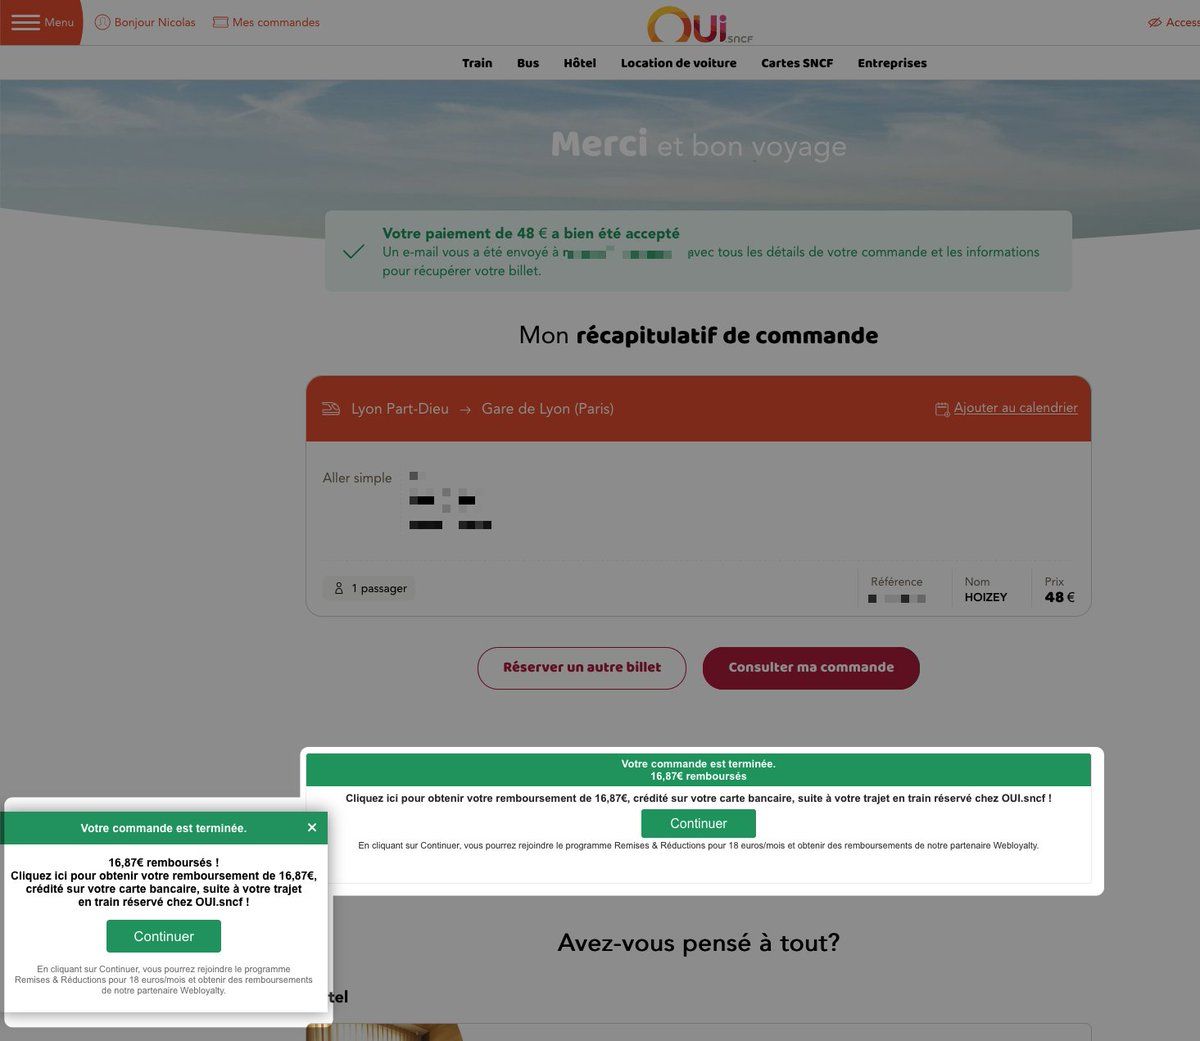 Menu
Bonjour Nicolas
Mes commandes
OUi
.sncf
Access
Train
Bus
Hôtel
Location de voiture
Cartes SNCF
Entreprises
Merci et bon voyage
Votre paiement de 48 € a bien été accepté
Un e-mail vous a été envoyé à
avec tous les détails de votre commande et les informations
pour récupérer votre billet.
Mon récapitulatif de commande
Lyon Part-Dieu → Gare de Lyon (Paris)
Ajouter au calendrier
Aller simple
1 passager
Référence
Nom
HOIZEY
Prix
48 €
Réserver un autre billet
Consulter ma commande
Votre commande est terminée.
16,87€ remboursés
Cliquez ici pour obtenir votre remboursement de 16,87€, crédité sur votre carte bancaire, suite à votre trajet en train réservé chez OUI.sncf !
Continuer
En cliquant sur Continuer, vous pourrez rejoindre le programme Remises & Réductions pour 18 euros/mois et obtenir des remboursements de notre partenaire Webloyalty.
Votre commande est terminée.
16,87€ remboursés !
Cliquez ici pour obtenir votre remboursement de 16,87€,
crédité sur votre carte bancaire, suite à votre trajet
en train réservé chez OUI.sncf !
Continuer
En cliquant sur Continuer, vous pourrez rejoindre le programme
Remises & Réductions pour 18 euros/mois et obtenir des remboursements
de notre partenaire Webloyalty.
Avez-vous pensé à tout?
tel